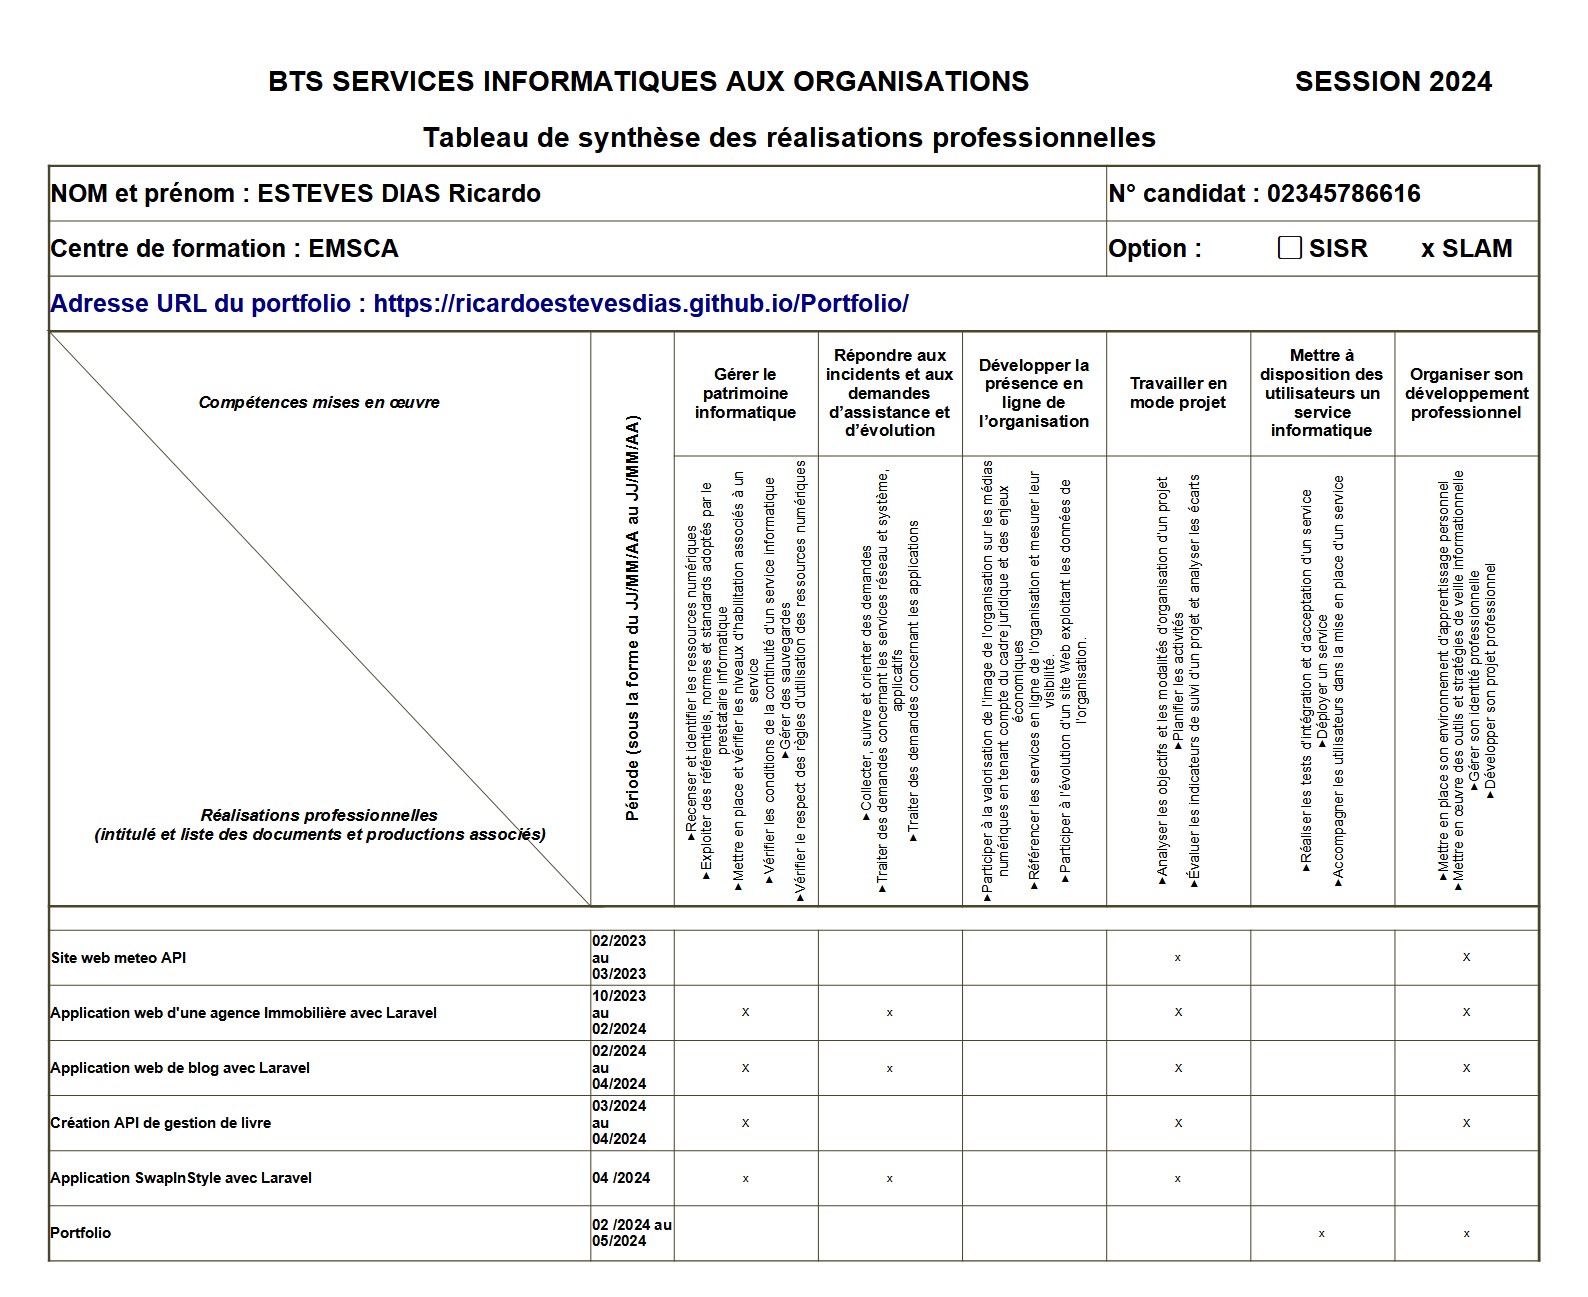 BTS SERVICES INFORMATIQUES AUX ORGANISATIONS SESSION 2024
Tableau de synthèse des réalisations professionnelles
NOM et prénom : ESTEVES DIAS Ricardo
N° candidat : 02345786616
Centre de formation : EMSCA
Option : SISR x SLAM
Adresse URL du portfolio : https://ricardoestevesdias.github.io/Portfolio/
Compétences mises en œuvre
Réalisations professionnelles
(intitulé et liste des documents et productions associés)
Période (sous la forme du JJ/MM/AA au JJ/MM/AA)
Gérer le
patrimoine
informatique
Répondre aux
incidents et aux
demandes
d’assistance et
d’évolution
Développer la
présence en
ligne de
l’organisation
Travailler en
mode projet
Mettre à
disposition des
utilisateurs un
service
informatique
Organiser son
développement
professionnel
►Recenser et identifier les ressources numériques
►Exploiter des référentiels, normes et standards adoptés par le
prestataire informatique
►Mettre en place et vérifier les niveaux d’habilitation associés à un
service
►Vérifier les conditions de la continuité d’un service informatique
►Gérer des sauvegardes
►Vérifier le respect des règles d’utilisation des ressources numériques
►Collecter, suivre et orienter des demandes
►Traiter des demandes concernant les services réseau et système,
applicatifs
►Traiter des demandes concernant les applications
►Participer à la valorisation de l’image de l’organisation sur les médias
numériques en tenant compte du cadre juridique et des enjeux
économiques
►Référencer les services en ligne de l’organisation et mesurer leur
visibilité.
►Participer à l’évolution d’un site Web exploitant les données de
l’organisation.
►Analyser les objectifs et les modalités d’organisation d’un projet
►Planifier les activités
►Évaluer les indicateurs de suivi d’un projet et analyser les écarts
►Réaliser les tests d’intégration et d’acceptation d’un service
►Déployer un service
►Accompagner les utilisateurs dans la mise en place d’un service
►Mettre en place son environnement d’apprentissage personnel
►Mettre en œuvre des outils et stratégies de veille informationnelle
►Gérer son identité professionnelle
►Développer son projet professionnel
Site web meteo API
02/2023
au
03/2023
x X
Application web d'une agence Immobilière avec Laravel
10/2023
au
02/2024
X x X X
Application web de blog avec Laravel
02/2024
au
04/2024
X x X X
Création API de gestion de livre
03/2024
au
04/2024
X X X
Application SwapInStyle avec Laravel
04 /2024
x x x
Portfolio
02 /2024 au
05/2024
x x